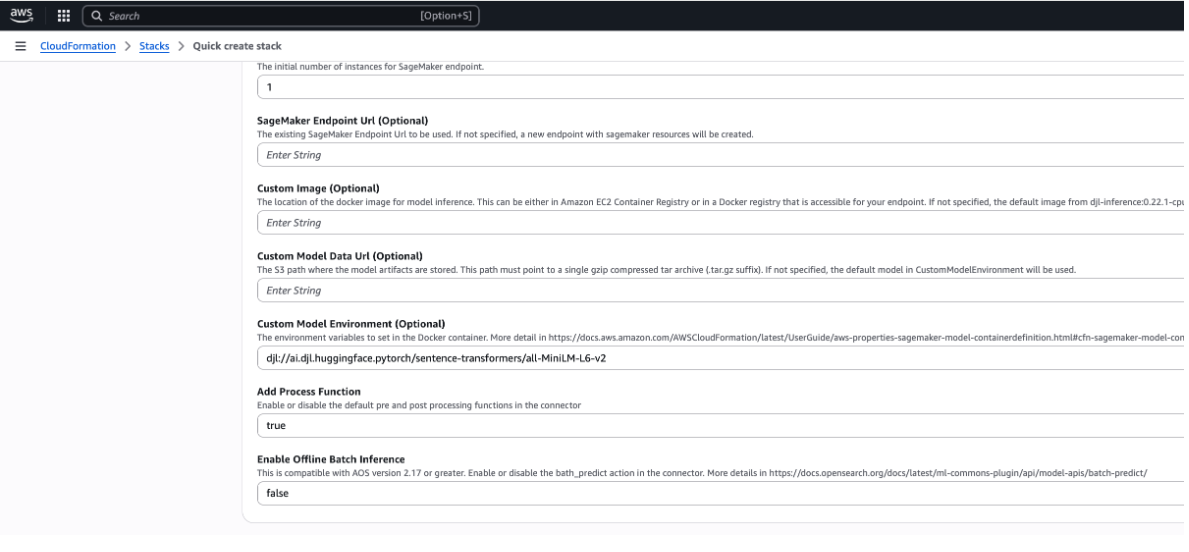 aws
Search [Option+S]
CloudFormation > Stacks > Quick create stack
The initial number of instances for SageMaker endpoint.
1
SageMaker Endpoint Url (Optional)
The existing SageMaker Endpoint Url to be used. If not specified, a new endpoint with sagemaker resources will be created.
Enter String
Custom Image (Optional)
The location of the docker image for model inference. This can be either in Amazon EC2 Container Registry or in a Docker registry that is accessible for your endpoint. If not specified, the default image from djl-inference:0.22.1-cpu
Enter String
Custom Model Data Url (Optional)
The S3 path where the model artifacts are stored. This path must point to a single gzip compressed tar archive (.tar.gz suffix). If not specified, the default model in CustomModelEnvironment will be used.
Enter String
Custom Model Environment (Optional)
The environment variables to set in the Docker container. More detail in https://docs.aws.amazon.com/AWSCloudFormation/latest/UserGuide/aws-properties-sagemaker-model-containerdefinition.html#cfn-sagemaker-model-con
djl://ai.djl.huggingface.pytorch/sentence-transformers/all-MiniLM-L6-v2
Add Process Function
Enable or disable the default pre and post processing functions in the connector
true
Enable Offline Batch Inference
This is compatible with AOS version 2.17 or greater. Enable or disable the bath_predict action in the connector. More details in https://docs.opensearch.org/docs/latest/ml-commons-plugin/api/model-apis/batch-predict/
false